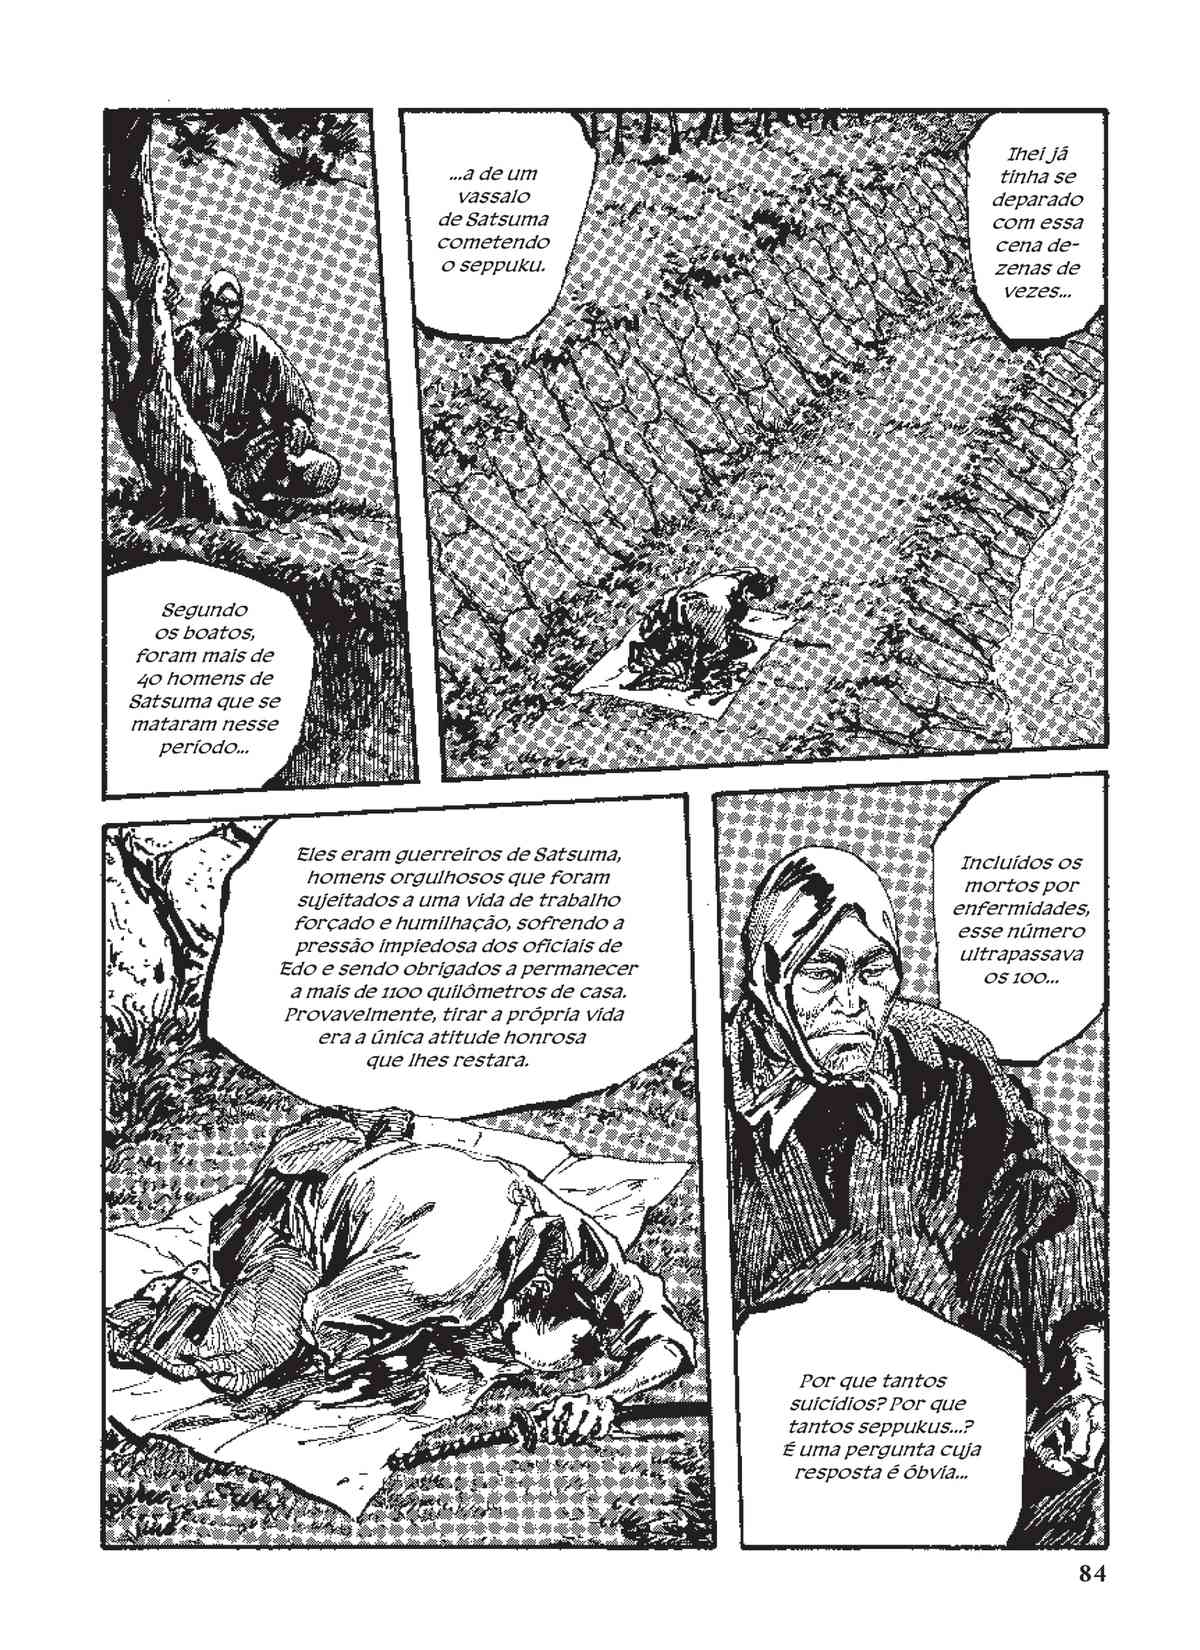 Ihei já
tinha se
deparado
com essa
cena de-
zenas de
vezes...
...a de um
vassalo
de Satsuma
cometendo
o seppuku.
Segundo
os boatos,
foram mais de
40 homens de
Satsuma que se
mataram nesse
período...
Incluídos os
mortos por
enfermidades,
esse número
ultrapassava
os 100...
Por que tantos
suicídios? Por que
tantos seppukus...?
É uma pergunta cuja
resposta é óbvia...
Eles eram guerreiros de Satsuma,
homens orgulhosos que foram
sujeitados a uma vida de trabalho
forçado e humilhação, sofrendo a
pressão impiedosa dos oficiais de
Edo e sendo obrigados a permanecer
a mais de 1100 quilômetros de casa.
Provavelmente, tirar a própria vida
era a única atitude honrosa
que lhes restara.
84